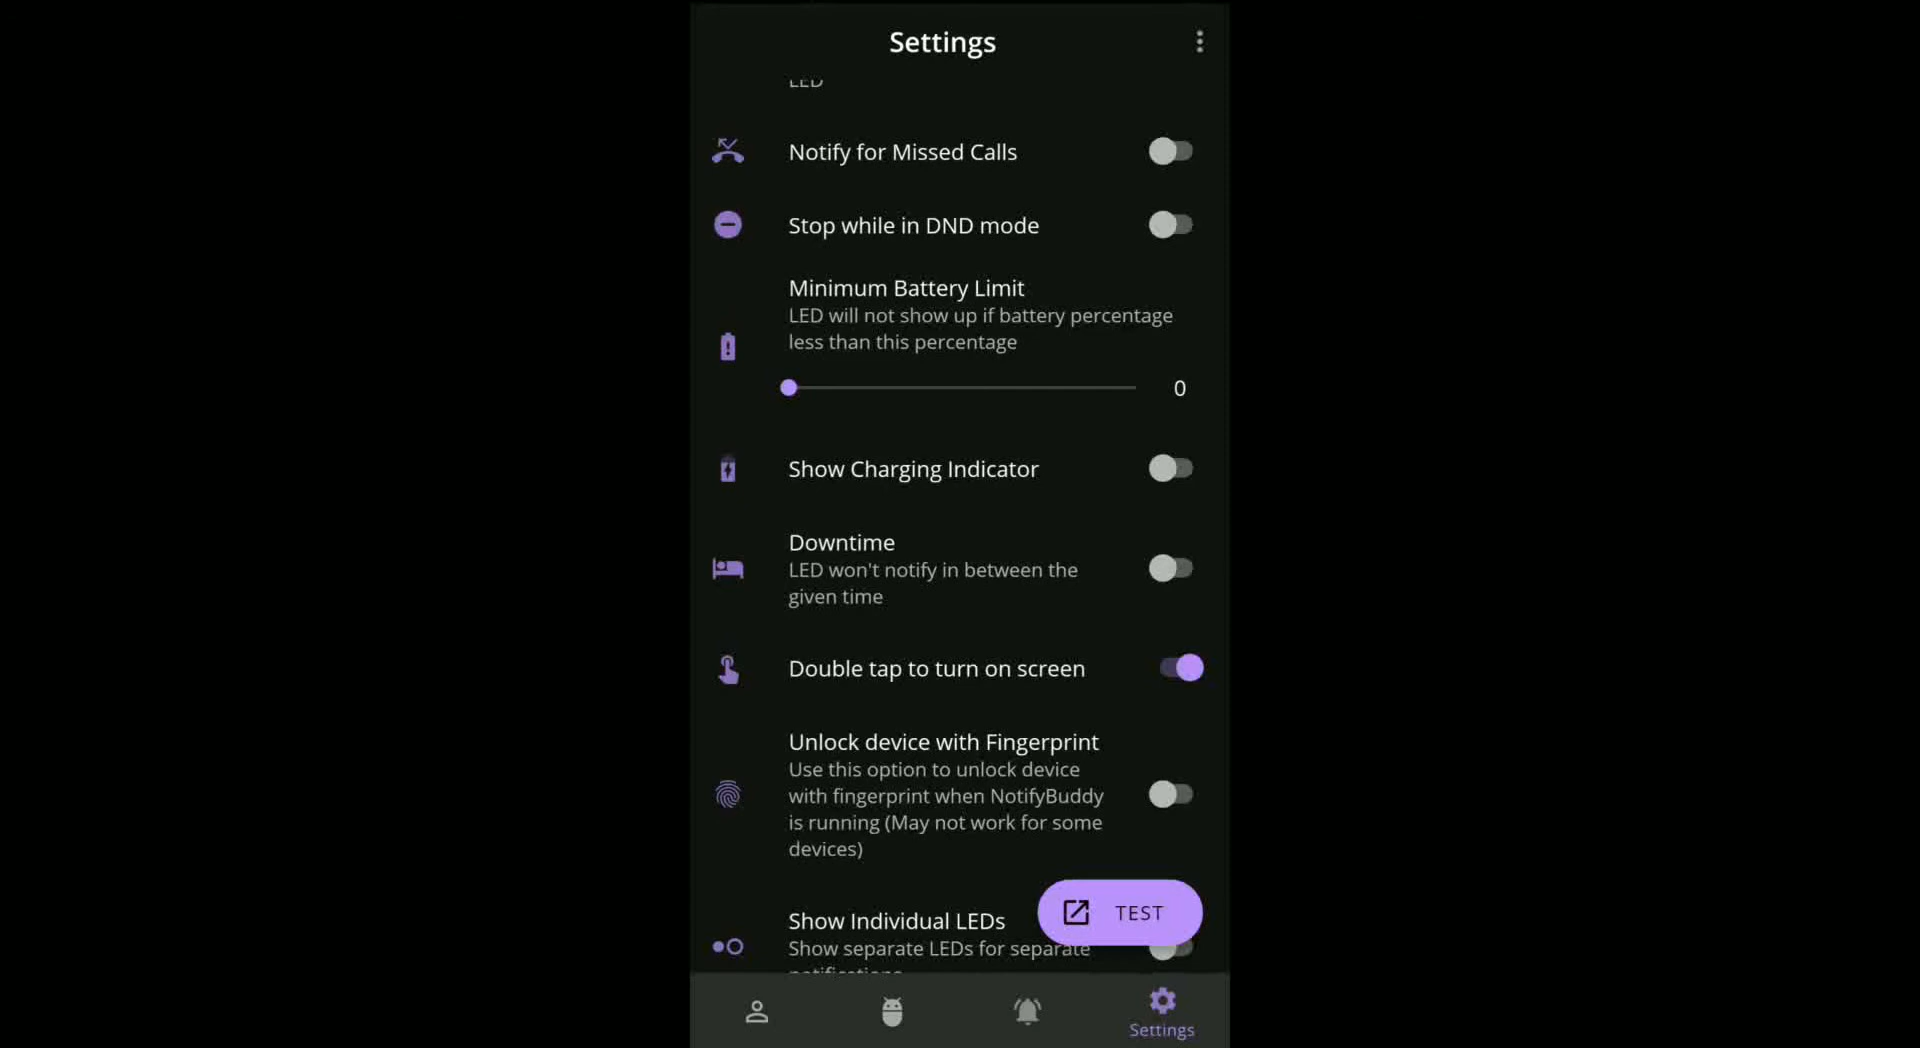 Settings
LED
Notify for Missed Calls
Stop while in DND mode
Minimum Battery Limit
LED will not show up if battery percentage
less than this percentage
0
Show Charging Indicator
Downtime
LED won't notify in between the
given time
Double tap to turn on screen
Unlock device with Fingerprint
Use this option to unlock device
with fingerprint when NotifyBuddy
is running (May not work for some
devices)
TEST
Show Individual LEDs
Show separate LEDs for separate
notifications
Settings